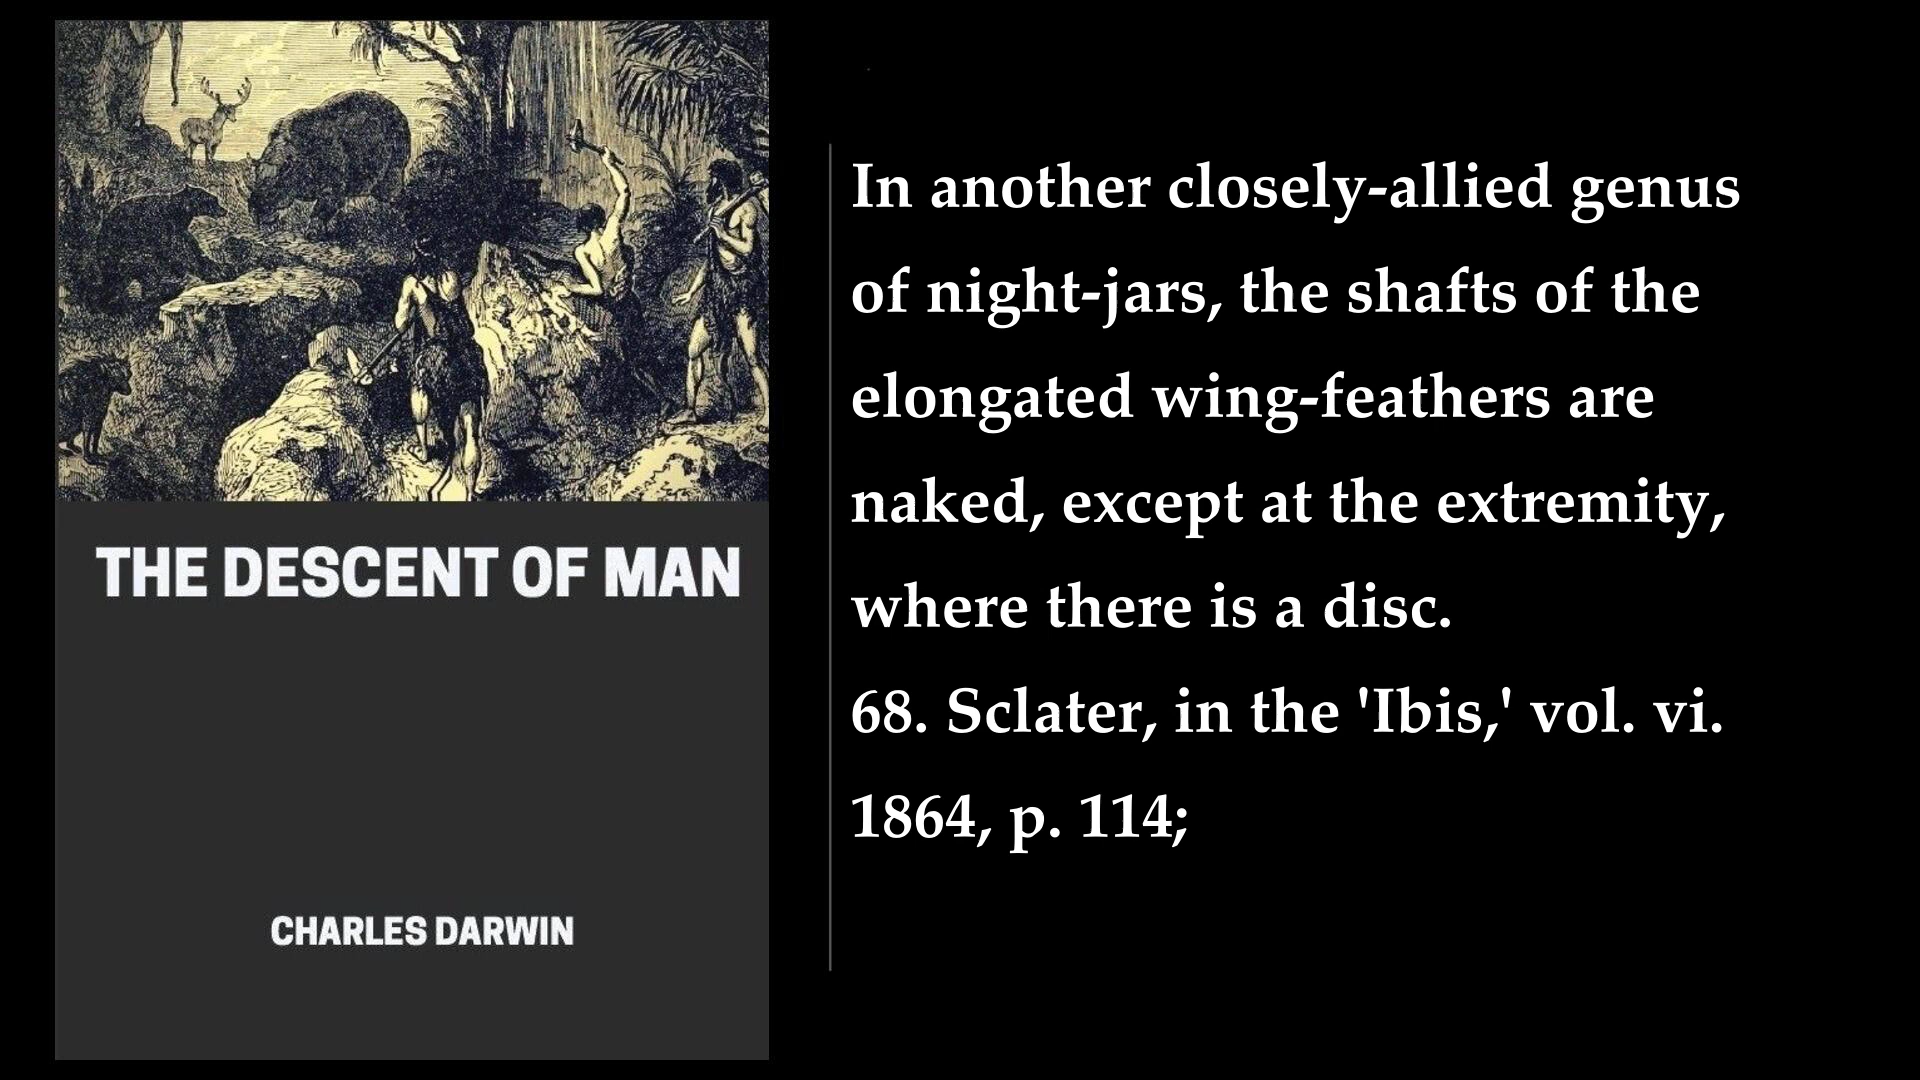 THE DESCENT OF MAN
CHARLES DARWIN
In another closely-allied genus
of night-jars, the shafts of the
elongated wing-feathers are
naked, except at the extremity,
where there is a disc.
68. Sclater, in the 'Ibis,' vol. vi.
1864, p. 114;